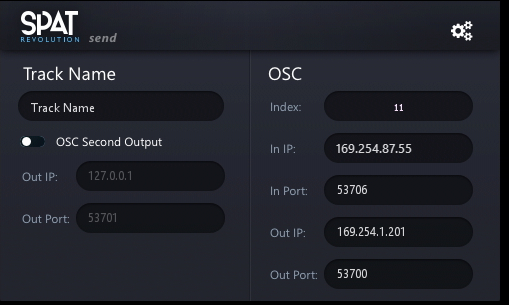 SPAT
REVOLUTION send
Track Name
Track Name
OSC Second Output
Out IP: 127.0.0.1
Out Port: 53701
OSC
Index: 11
In IP: 169.254.87.55
In Port: 53706
Out IP: 169.254.1.201
Out Port: 53700